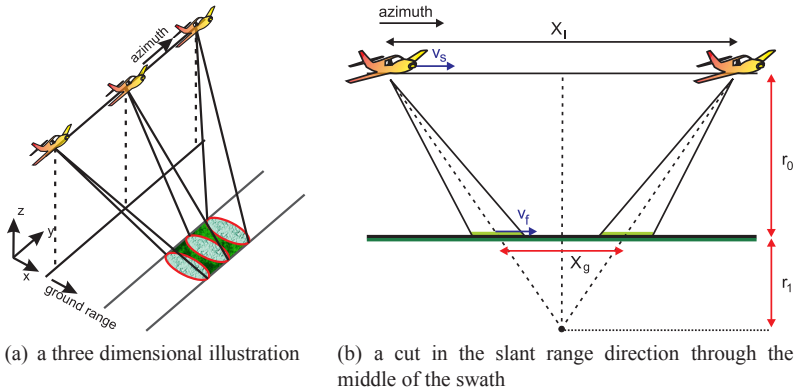 azimuth
z
y
x
ground range
(a) a three dimensional illustration
azimuth
X_l
v_s
r_0
v_f
X_g
r_1
(b) a cut in the slant range direction through the
middle of the swath